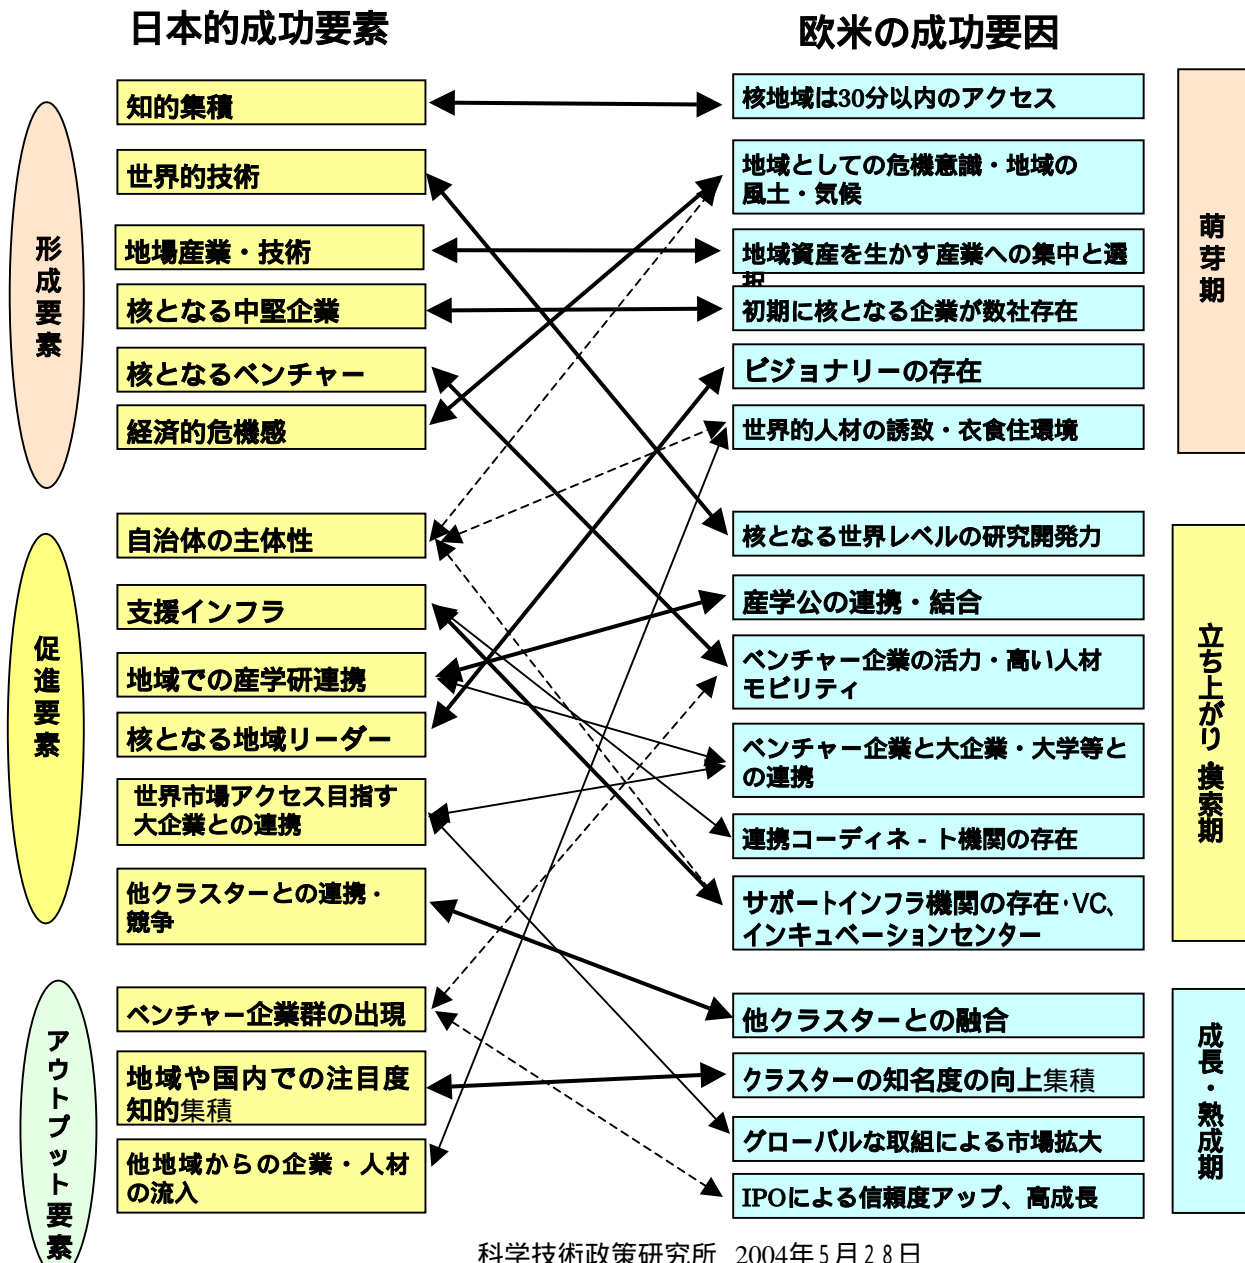 日本的成功要素
欧米の成功要因
形成要素
知的集積
世界的技術
地場産業・技術
核となる中堅企業
核となるベンチャー
経済的危機感
促進要素
自治体の主体性
支援インフラ
地域での産学研連携
核となる地域リーダー
世界市場アクセス目指す
大企業との連携
他クラスターとの連携・
競争
アウトプット要素
ベンチャー企業群の出現
地域や国内での注目度
知的集積
他地域からの企業・人材
の流入
核地域は30分以内のアクセス
地域としての危機意識・地域の
風土・気候
地域資産を生かす産業への集中と選
択
初期に核となる企業が数社存在
ビジョナリーの存在
世界的人材の誘致・衣食住環境
萌芽期
核となる世界レベルの研究開発力
産学公の連携・結合
ベンチャー企業の活力・高い人材
モビリティ
ベンチャー企業と大企業・大学等と
の連携
連携コーディネ‐ト機関の存在
サポートインフラ機関の存在・VC、
インキュベーションセンター
立ち上がり・摸索期
他クラスターとの融合
クラスターの知名度の向上集積
グローバルな取組による市場拡大
IPOによる信頼度アップ、高成長
成長・熟成期
科学技術政策研究所 2004年5月28日